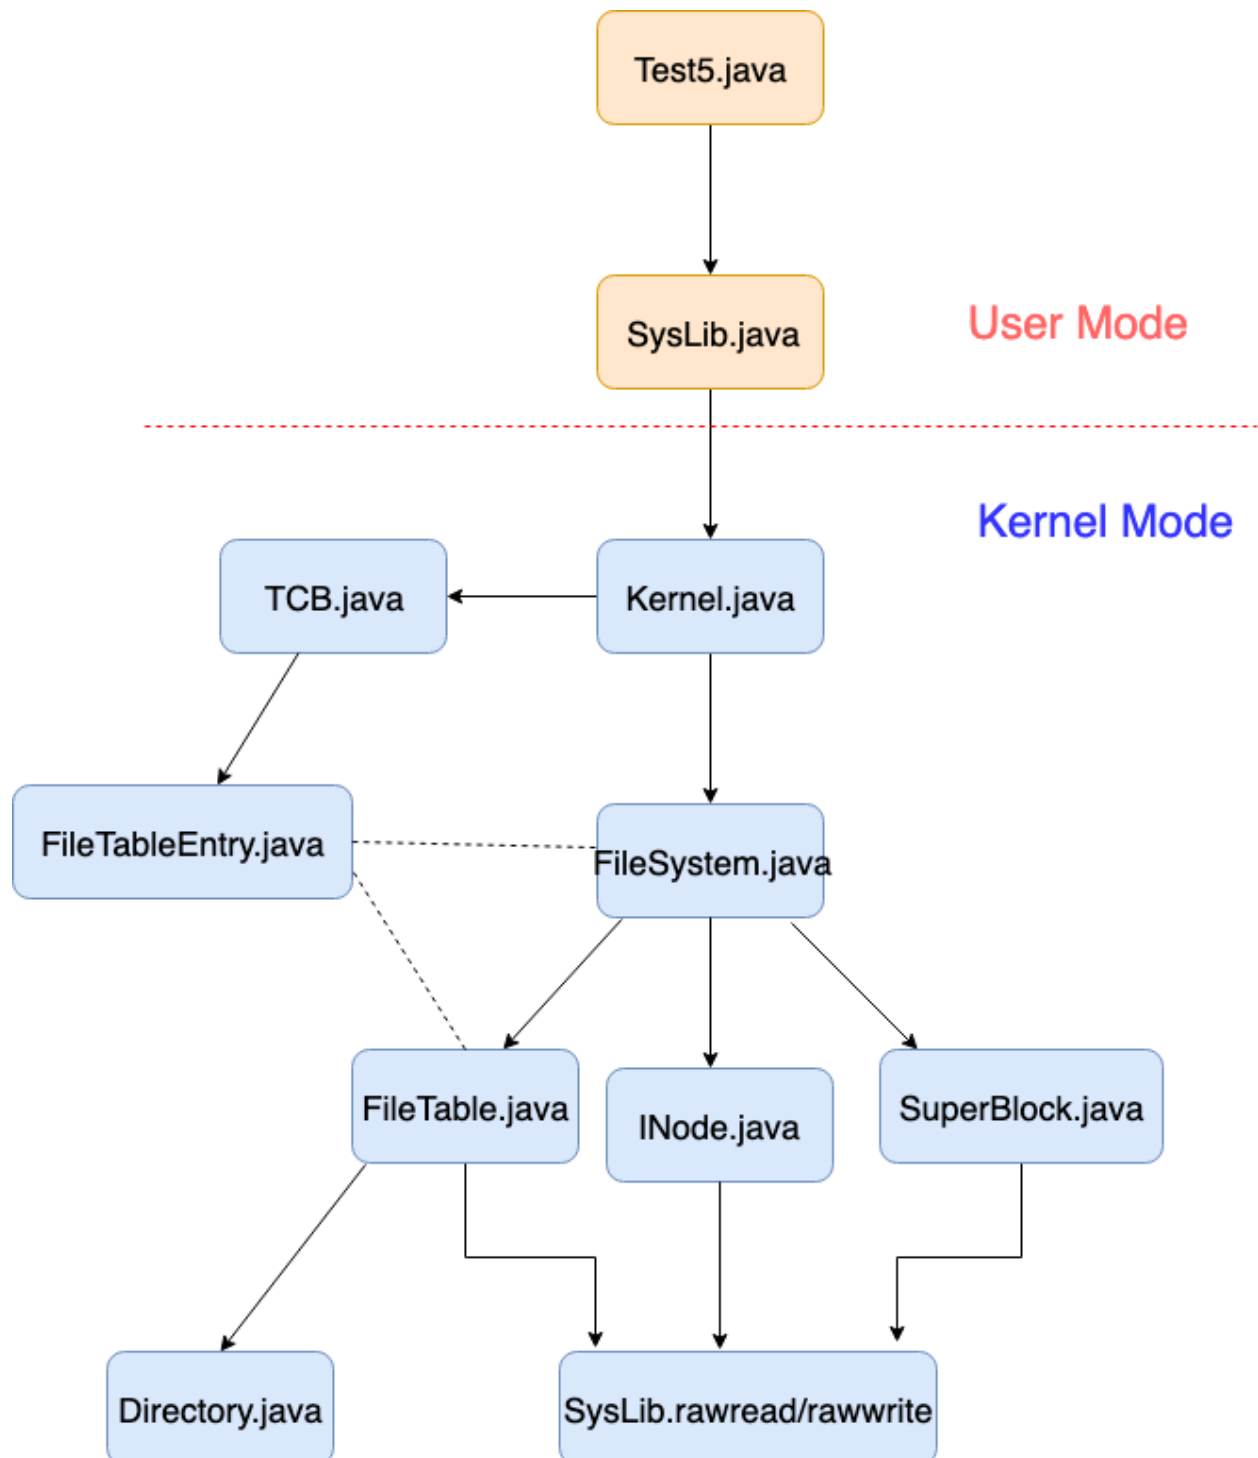 Test5.java
SysLib.java
User Mode
Kernel Mode
TCB.java
Kernel.java
FileTableEntry.java
FileSystem.java
FileTable.java
INode.java
SuperBlock.java
Directory.java
SysLib.rawread/rawwrite